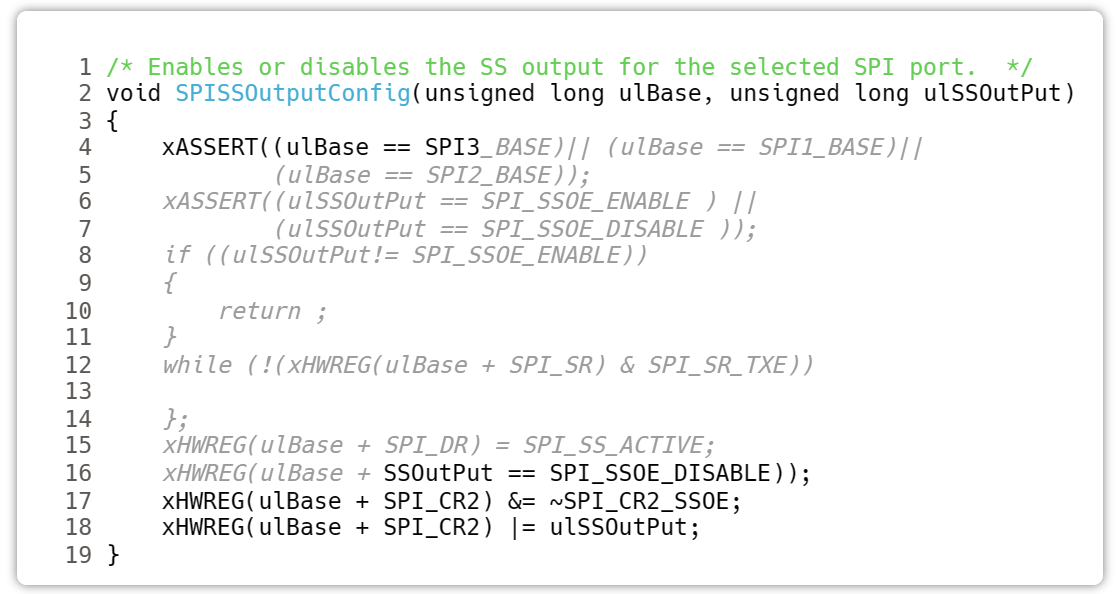 1 /* Enables or disables the SS output for the selected SPI port.  */
2 void SPISSOutputConfig(unsigned long ulBase, unsigned long ulSSOutPut)
3 {
4     xASSERT((ulBase == SPI3_BASE)|| (ulBase == SPI1_BASE)||
5             (ulBase == SPI2_BASE));
6     xASSERT((ulSSOutPut == SPI_SSOE_ENABLE ) ||
7             (ulSSOutPut == SPI_SSOE_DISABLE ));
8     if ((ulSSOutPut!= SPI_SSOE_ENABLE))
9     {
10         return ;
11     }
12     while (!(xHWREG(ulBase + SPI_SR) & SPI_SR_TXE))
13
14     };
15     xHWREG(ulBase + SPI_DR) = SPI_SS_ACTIVE;
16     xHWREG(ulBase + SSOutPut == SPI_SSOE_DISABLE));
17     xHWREG(ulBase + SPI_CR2) &= ~SPI_CR2_SSOE;
18     xHWREG(ulBase + SPI_CR2) |= ulSSOutPut;
19 }